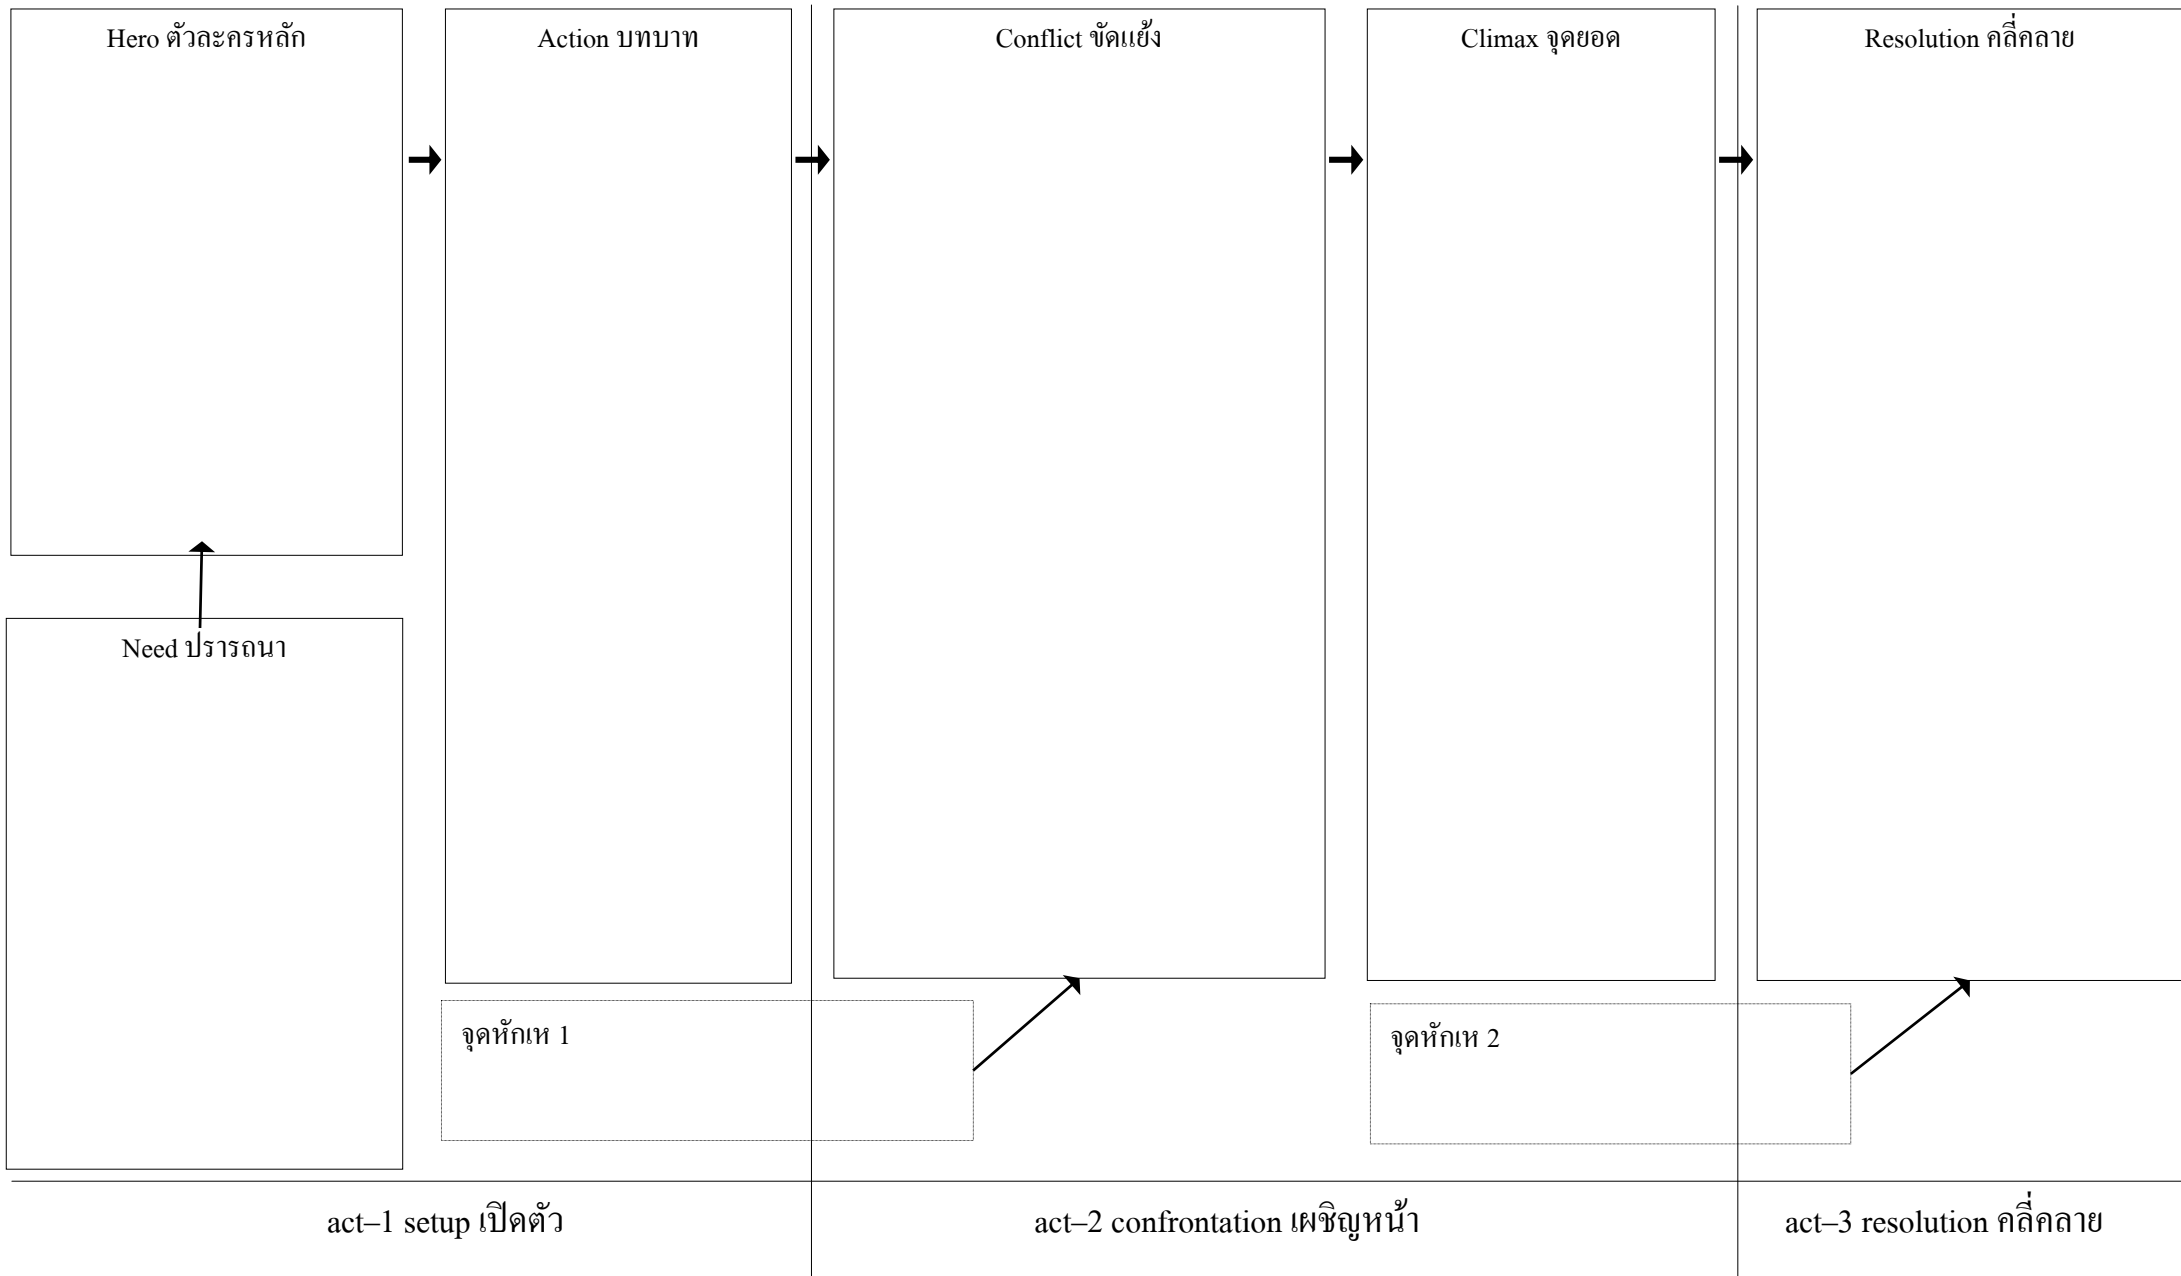 Hero ตัวละครหลัก
Action บทบาท
Conflict ขัดแย้ง
Climax จุดยอด
Resolution คลี่คลาย
Need ปรารถนา
จุดหักเห 1
จุดหักเห 2
act–1 setup เปิดตัว
act–2 confrontation เผชิญหน้า
act–3 resolution คลี่คลาย